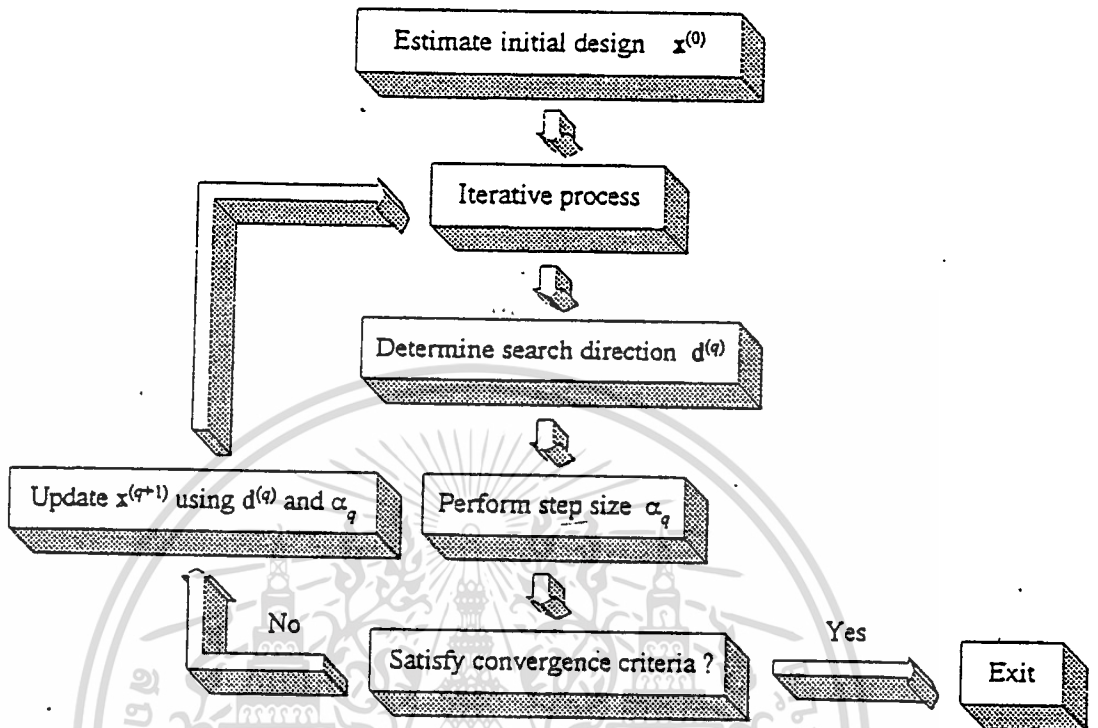 Estimate initial design x⁽⁰⁾
Iterative process
Determine search direction d⁽q⁾
Update x⁽q⁺¹⁾ using d⁽q⁾ and α_q
Perform step size α_q
No
Satisfy convergence criteria ?
Yes
Exit